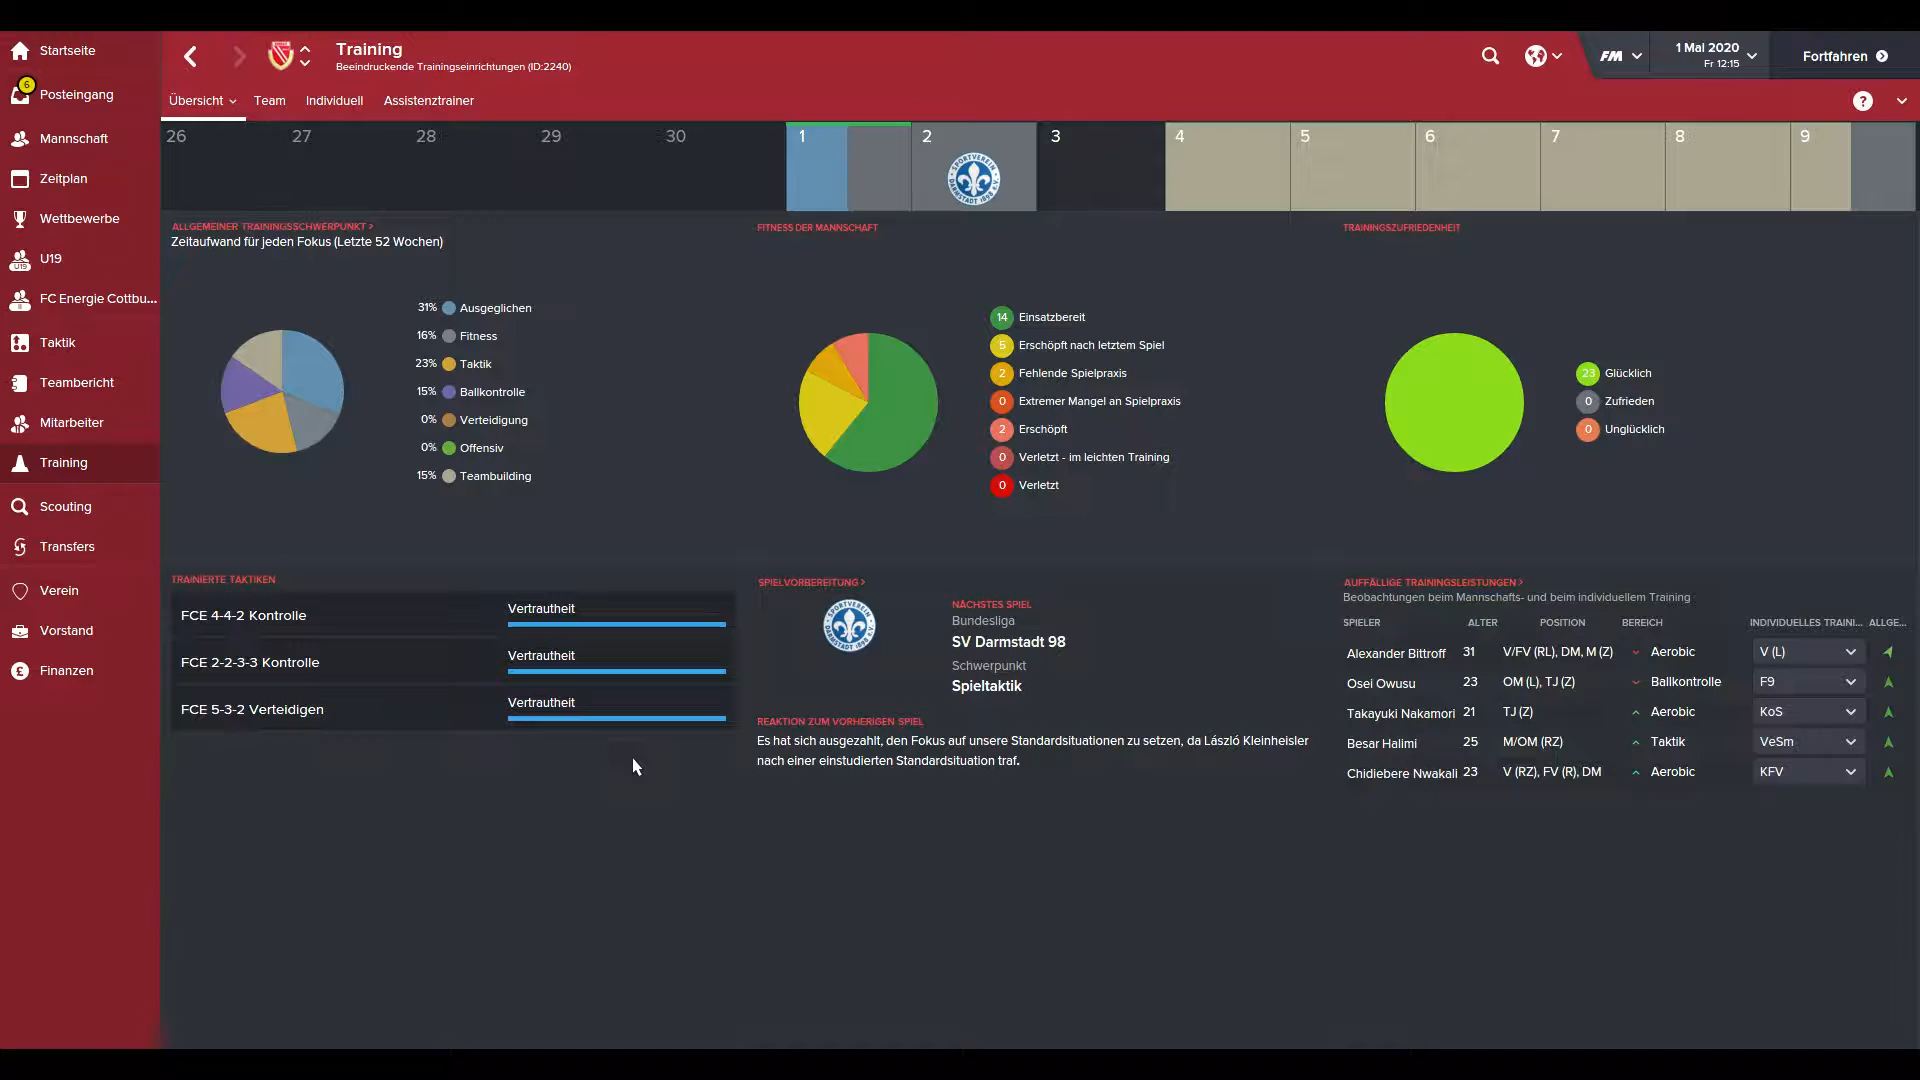 Startseite
6
Posteingang
Mannschaft
Zeitplan
Wettbewerbe
U19
U19
FC Energie Cottbu...
II
Taktik
Teambericht
Mitarbeiter
Training
Scouting
Transfers
Verein
Vorstand
Finanzen
Training
Beeindruckende Trainingseinrichtungen (ID:2240)
FM
1 Mai 2020
Fr 12:15
Fortfahren
Übersicht
Team
Individuell
Assistenztrainer
?
26 27 28 29 30 1 2 3 4 5 6 7 8 9
ALLGEMEINER TRAININGSSCHWERPUNKT >
Zeitaufwand für jeden Fokus (Letzte 52 Wochen)
31% Ausgeglichen
16% Fitness
23% Taktik
15% Ballkontrolle
0% Verteidigung
0% Offensiv
15% Teambuilding
FITNESS DER MANNSCHAFT
14 Einsatzbereit
5 Erschöpft nach letztem Spiel
2 Fehlende Spielpraxis
0 Extremer Mangel an Spielpraxis
2 Erschöpft
0 Verletzt - im leichten Training
0 Verletzt
TRAININGSZUFRIEDENHEIT
23 Glücklich
0 Zufrieden
0 Unglücklich
TRAINIERTE TAKTIKEN
FCE 4-4-2 Kontrolle Vertrautheit
FCE 2-2-3-3 Kontrolle Vertrautheit
FCE 5-3-2 Verteidigen Vertrautheit
SPIELVORBEREITUNG >
NÄCHSTES SPIEL
Bundesliga
SV Darmstadt 98
Schwerpunkt
Spieltaktik
REAKTION ZUM VORHERIGEN SPIEL
Es hat sich ausgezahlt, den Fokus auf unsere Standardsituationen zu setzen, da László Kleinheisler
nach einer einstudierten Standardsituation traf.
AUFFÄLLIGE TRAININGSLEISTUNGEN >
Beobachtungen beim Mannschafts- und beim individuellem Training
SPIELER ALTER POSITION BEREICH INDIVIDUELLES TRAINI... ALLGE...
Alexander Bittroff 31 V/FV (RL), DM, M (Z) Aerobic V (L)
Osei Owusu 23 OM (L), TJ (Z) Ballkontrolle F9
Takayuki Nakamori 21 TJ (Z) Aerobic KoS
Besar Halimi 25 M/OM (RZ) Taktik VeSm
Chidiebere Nwakali 23 V (RZ), FV (R), DM Aerobic KFV